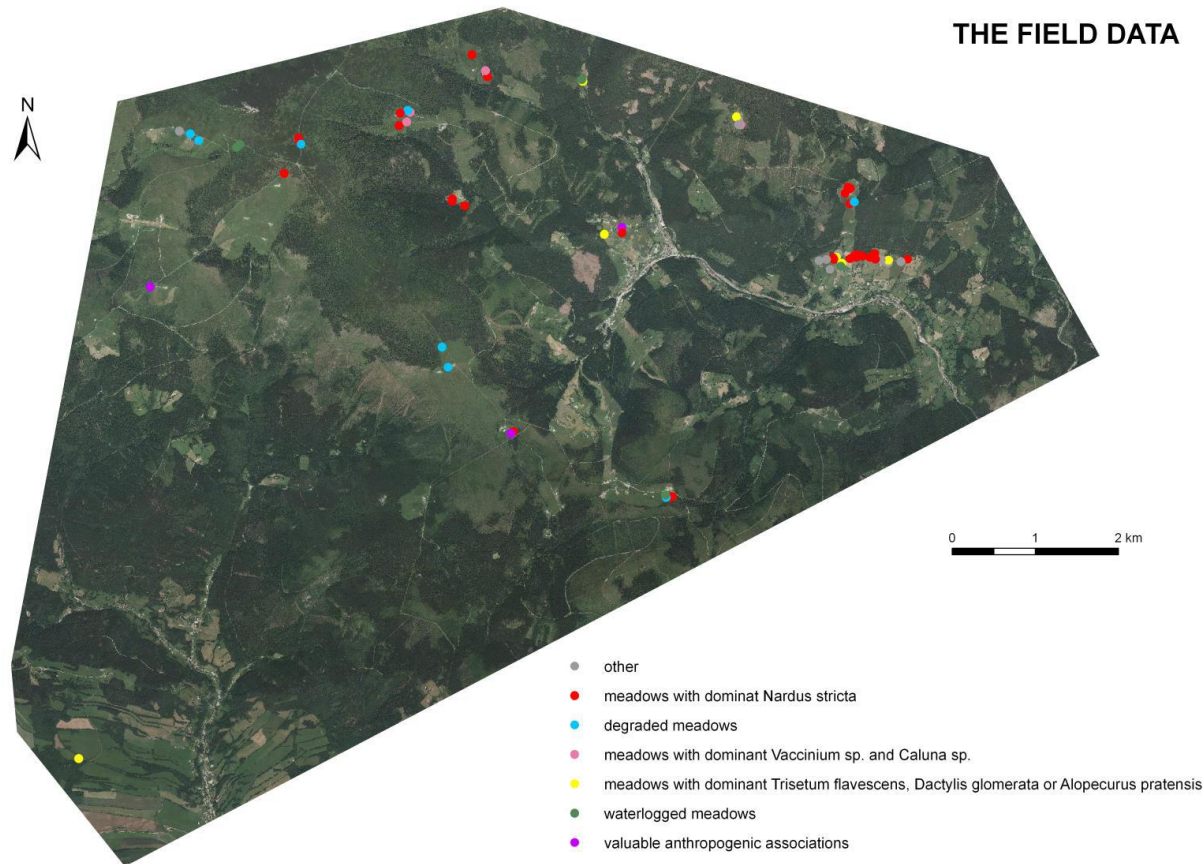 THE FIELD DATA
N
0 1 2 km
other
meadows with dominat Nardus stricta
degraded meadows
meadows with dominant Vaccinium sp. and Caluna sp.
meadows with dominant Trisetum flavescens, Dactylis glomerata or Alopecurus pratensis
waterlogged meadows
valuable anthropogenic associations